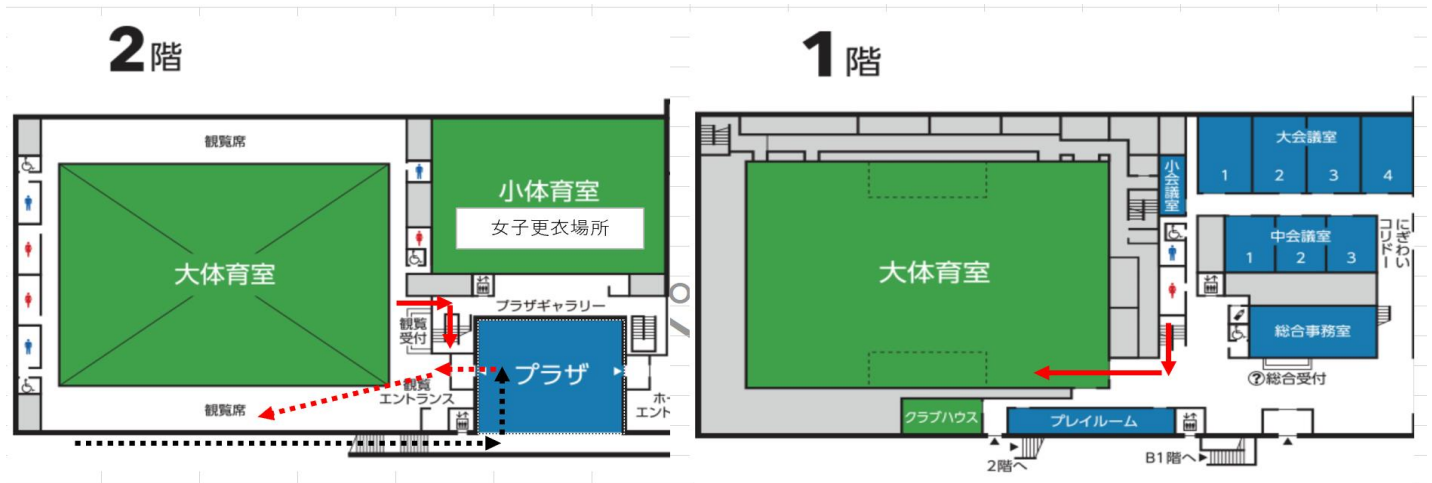 2階
観覧席
小体育室
女子更衣場所
大体育室
プラザギャラリー
観覧
受付
プラザ
観覧
エントランス
ホー
エント
観覧席
1階
大会議室
1 2 3 4
小会議室
中会議室
1 2 3
にぎわい
コリドー
大体育室
総合事務室
?総合受付
クラブハウス
プレイルーム
2階へ
B1階へ